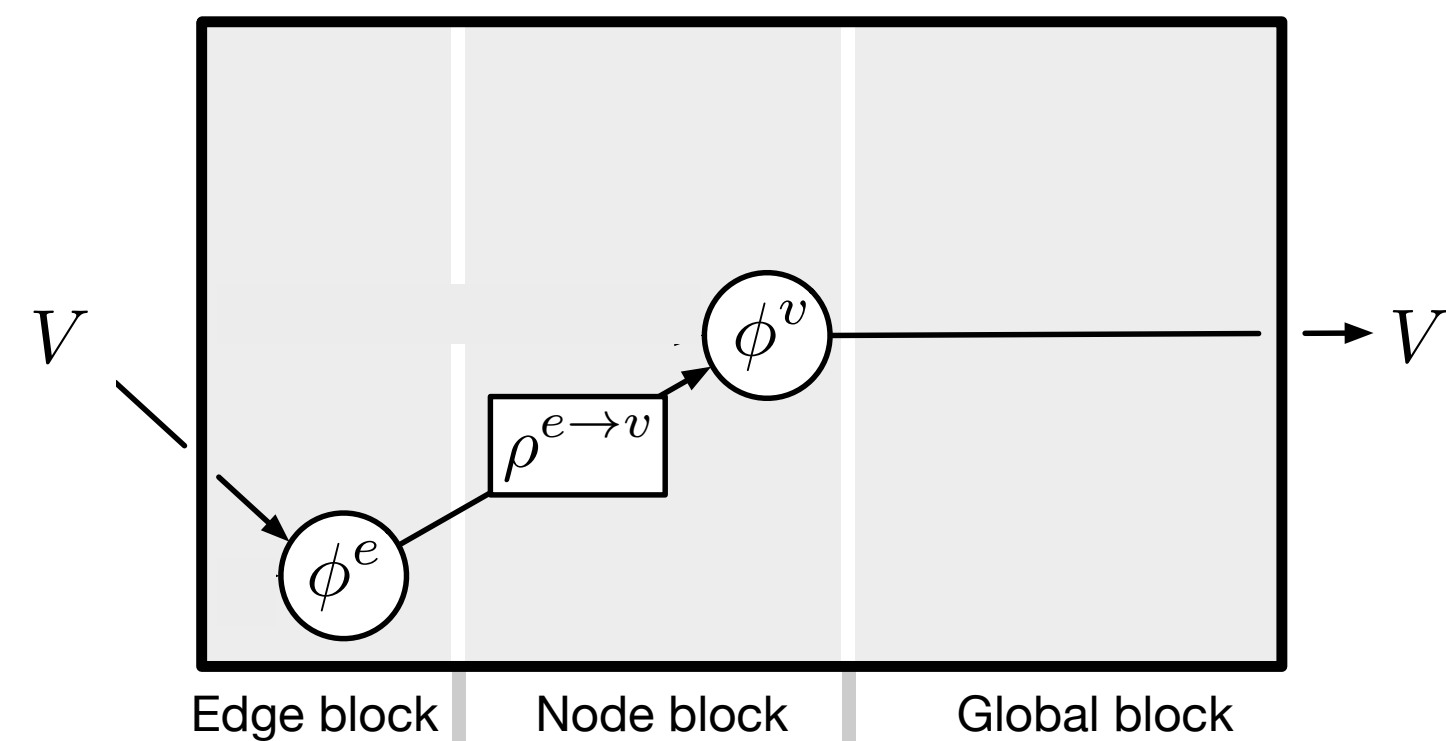 V
ϕ^v
V
ρ^{e→v}
ϕ^e
Edge block
Node block
Global block